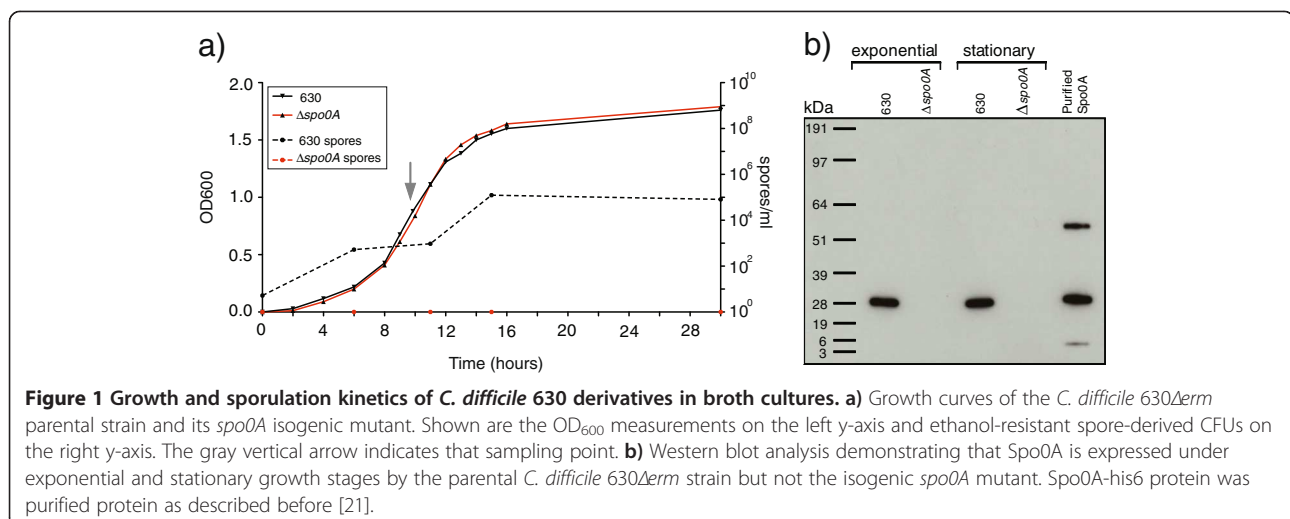 a)
2.0
1.5
1.0
0.5
0.0
OD600
630
Δspo0A
630 spores
Δspo0A spores
10^10
10^8
10^6
10^4
10^2
10^0
spores/ml
0 4 8 12 16 20 24 28
Time (hours)
b)
exponential stationary
630
Δspo0A
630
Δspo0A
Purified
Spo0A
kDa
191
97
64
51
39
28
19
6
3
Figure 1 Growth and sporulation kinetics of C. difficile 630 derivatives in broth cultures. a) Growth curves of the C. difficile 630Δerm
parental strain and its spo0A isogenic mutant. Shown are the OD600 measurements on the left y-axis and ethanol-resistant spore-derived CFUs on
the right y-axis. The gray vertical arrow indicates that sampling point. b) Western blot analysis demonstrating that Spo0A is expressed under
exponential and stationary growth stages by the parental C. difficile 630Δerm strain but not the isogenic spo0A mutant. Spo0A-his6 protein was
purified protein as described before [21].